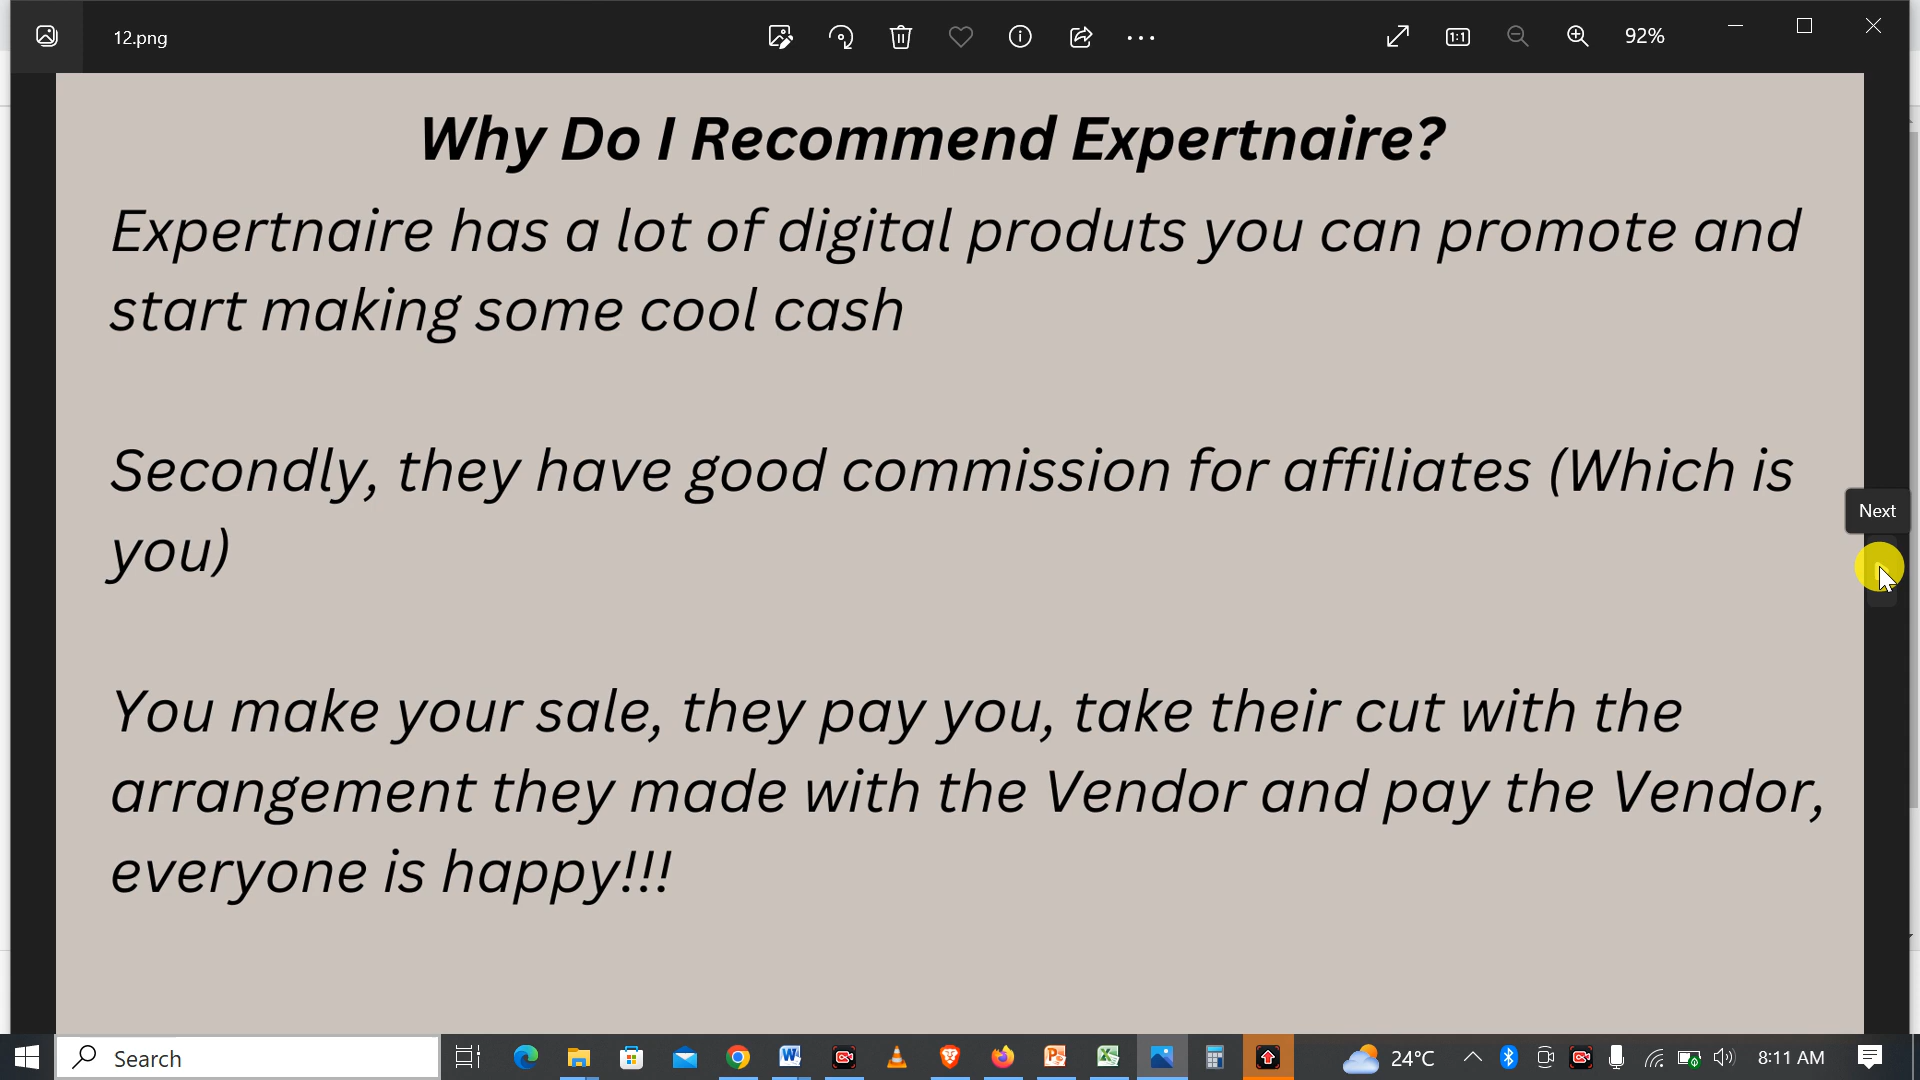 12.png
92%
Why Do I Recommend Expertnaire?
Expertnaire has a lot of digital produts you can promote and
start making some cool cash
Secondly, they have good commission for affiliates (Which is
you)
Next
You make your sale, they pay you, take their cut with the
arrangement they made with the Vendor and pay the Vendor,
everyone is happy!!!
Search
24°C
8:11 AM